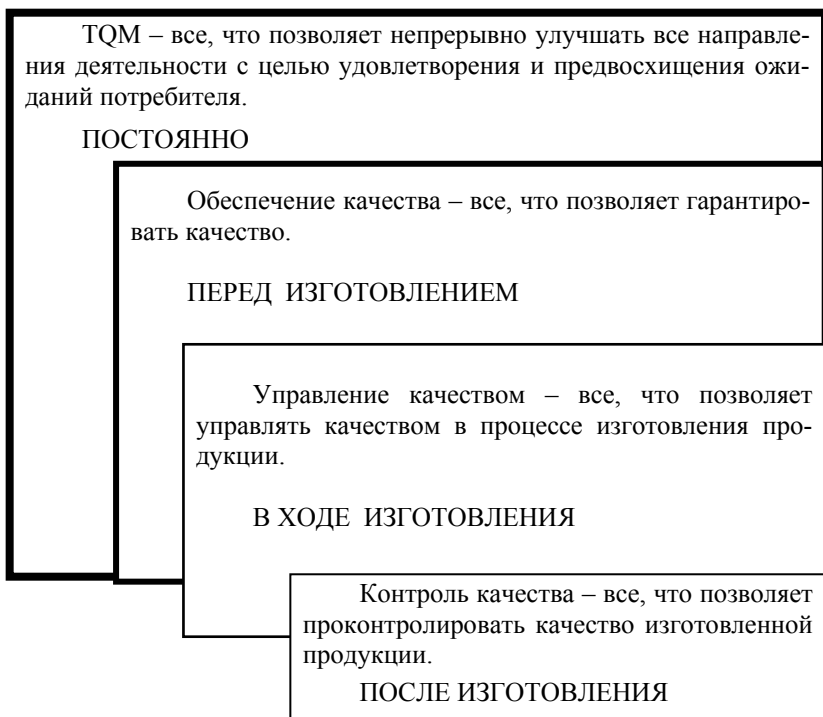 TQM – все, что позволяет непрерывно улучшать все направле-
ния деятельности с целью удовлетворения и предвосхищения ожи-
даний потребителя.
ПОСТОЯННО
Обеспечение качества – все, что позволяет гарантиро-
вать качество.
ПЕРЕД ИЗГОТОВЛЕНИЕМ
Управление качеством – все, что позволяет
управлять качеством в процессе изготовления про-
дукции.
В ХОДЕ ИЗГОТОВЛЕНИЯ
Контроль качества – все, что позволяет
проконтролировать качество изготовленной
продукции.
ПОСЛЕ ИЗГОТОВЛЕНИЯ